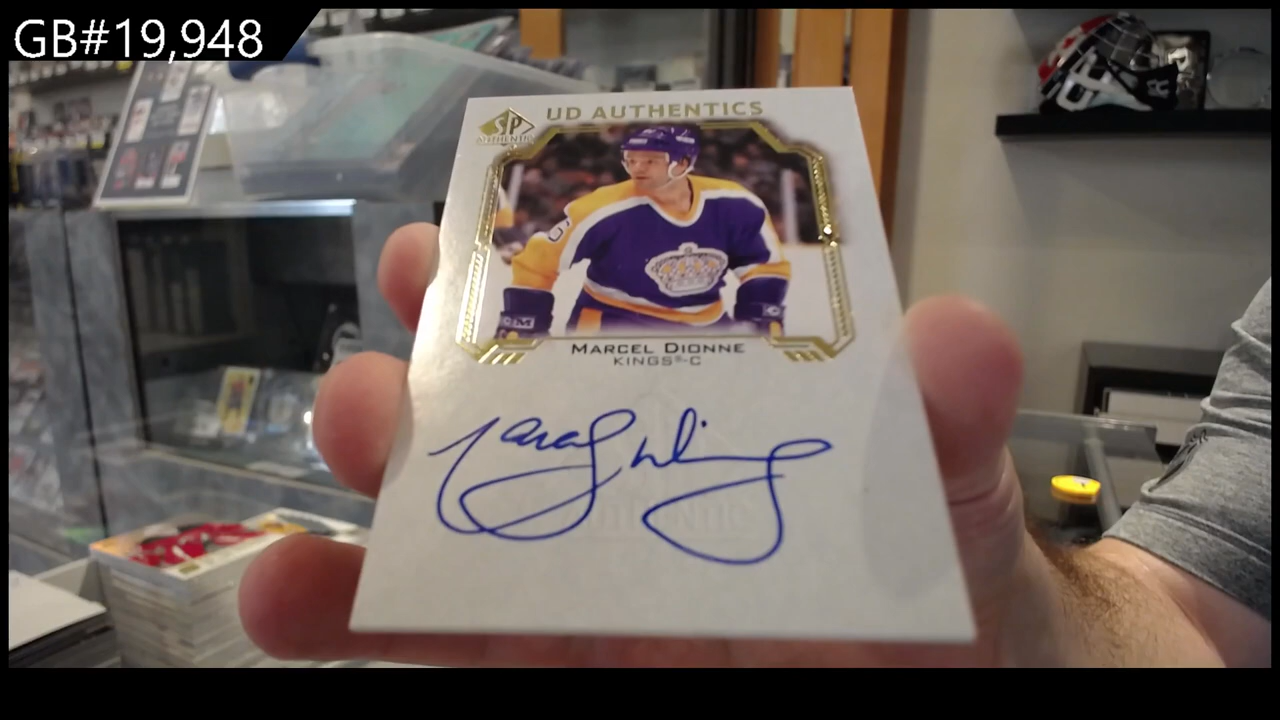 GB#19,948
UD AUTHENTICS
SP
AUTHENTIC
MARCEL DIONNE
KINGS®-C